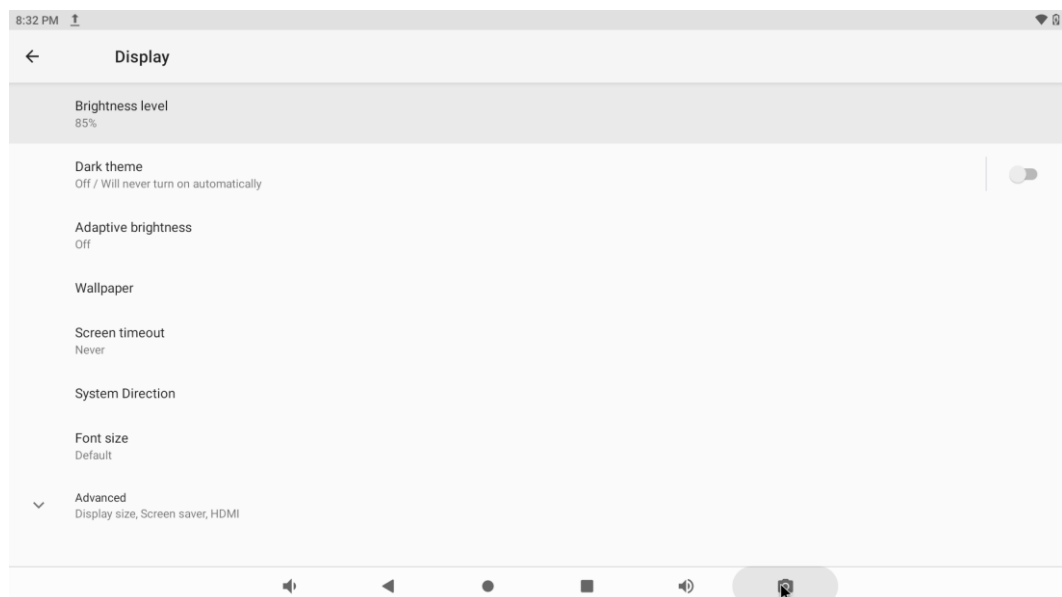 8:32 PM
Display
Brightness level
85%
Dark theme
Off / Will never turn on automatically
Adaptive brightness
Off
Wallpaper
Screen timeout
Never
System Direction
Font size
Default
Advanced
Display size, Screen saver, HDMI